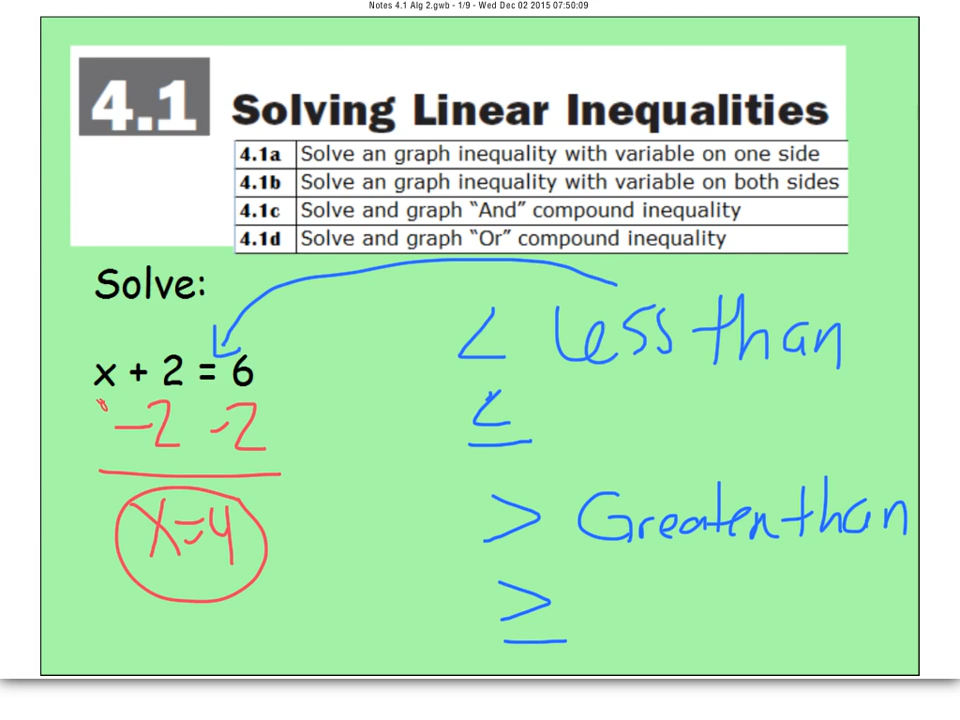 Notes 4.1 Alg 2.gwb - 1/9 - Wed Dec 02 2015 07:50:09
4.1 Solving Linear Inequalities
4.1a Solve an graph inequality with variable on one side
4.1b Solve an graph inequality with variable on both sides
4.1c Solve and graph “And” compound inequality
4.1d Solve and graph “Or” compound inequality
Solve:
x + 2 = 6
-2 -2
x=4
< less than
≤
> Greater than
≥